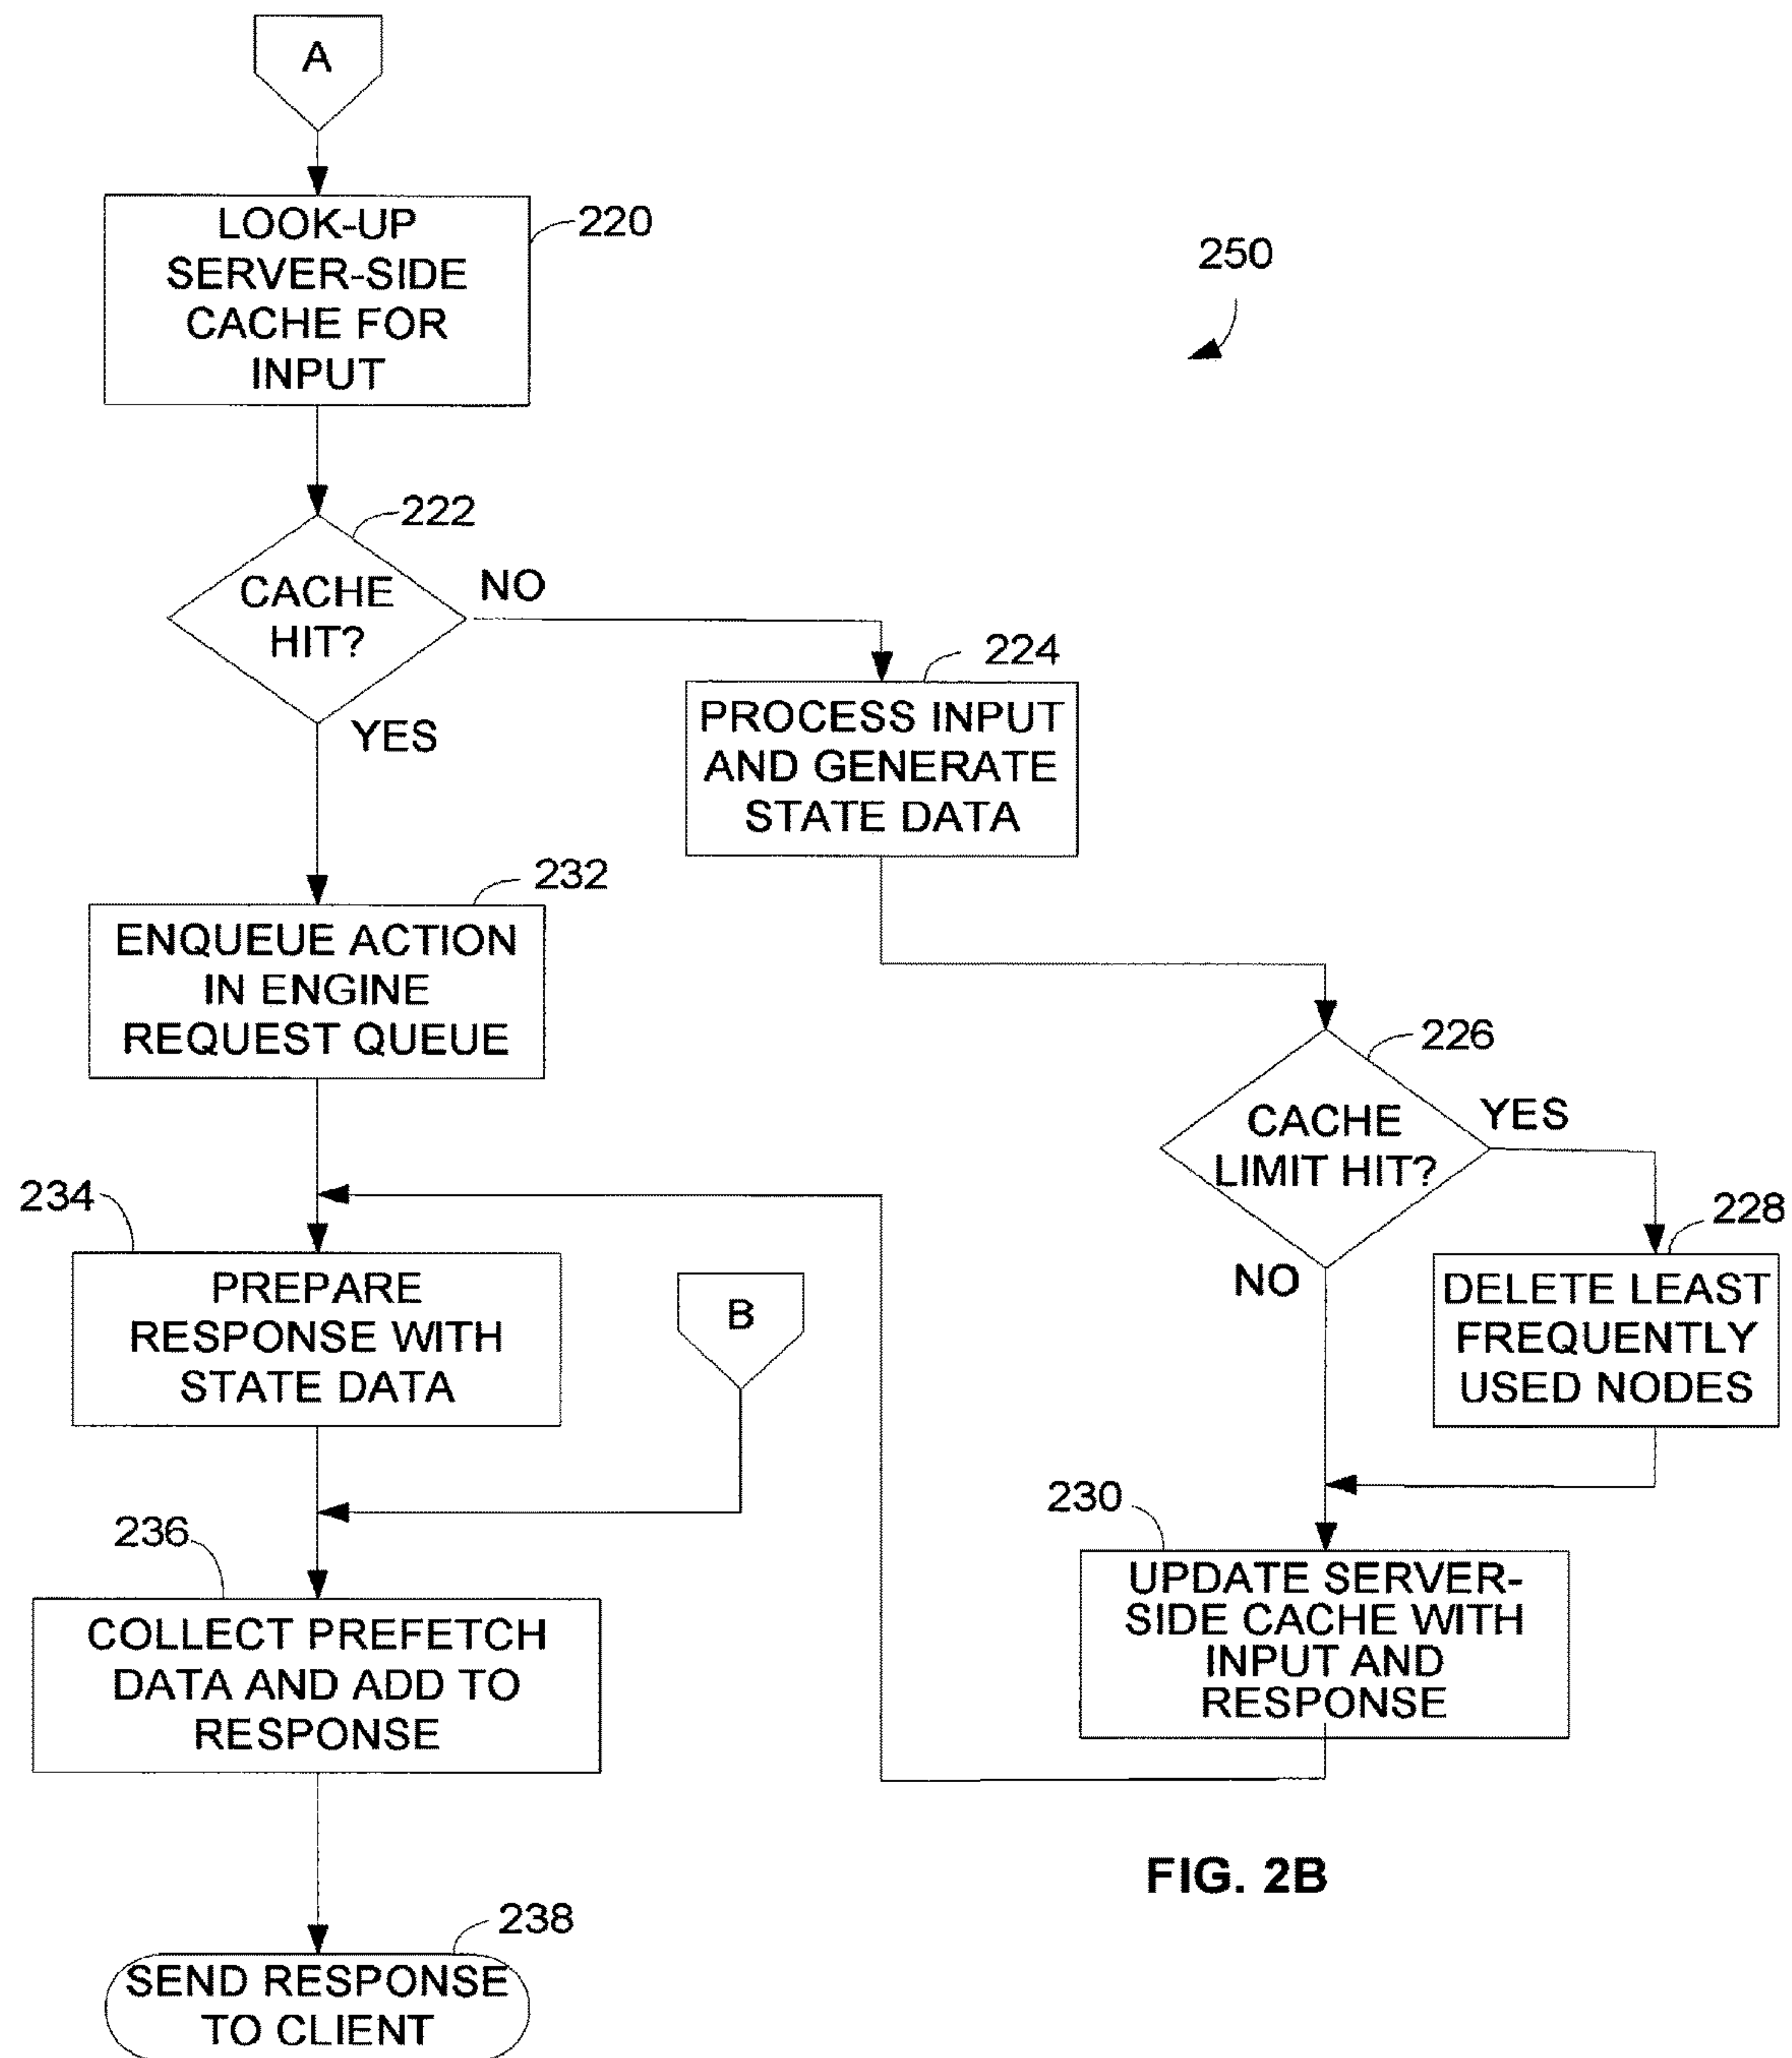 A
LOOK-UP
SERVER-SIDE
CACHE FOR
INPUT
220
250
222
CACHE
HIT?
NO
YES
224
PROCESS INPUT
AND GENERATE
STATE DATA
232
ENQUEUE ACTION
IN ENGINE
REQUEST QUEUE
226
CACHE
LIMIT HIT?
YES
NO
228
DELETE LEAST
FREQUENTLY
USED NODES
234
PREPARE
RESPONSE WITH
STATE DATA
B
230
UPDATE SERVER-
SIDE CACHE WITH
INPUT AND
RESPONSE
236
COLLECT PREFETCH
DATA AND ADD TO
RESPONSE
FIG. 2B
238
SEND RESPONSE
TO CLIENT